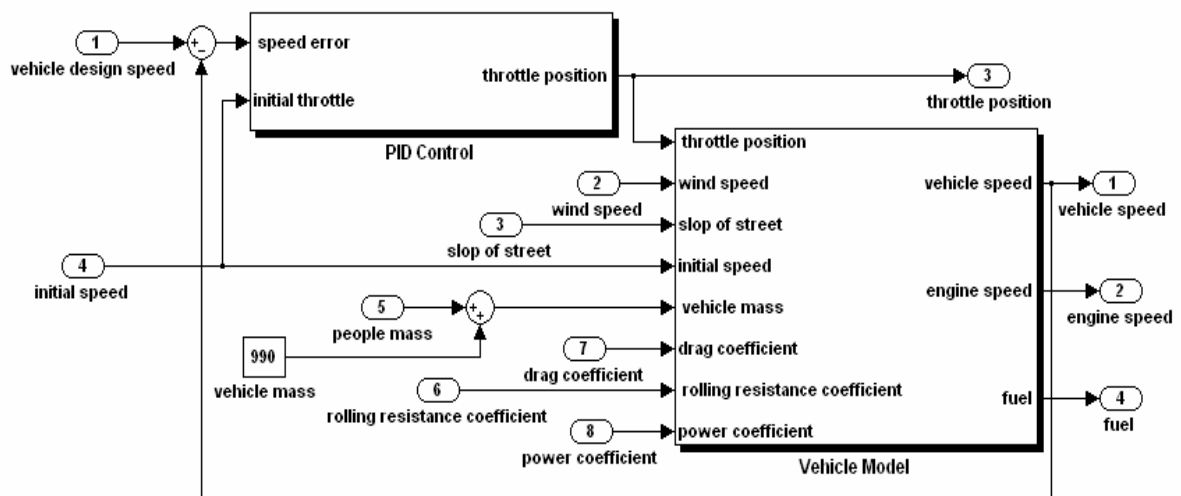 1
vehicle design speed
+
−
speed error
initial throttle
throttle position
PID Control
3
throttle position
throttle position
wind speed
slop of street
initial speed
vehicle mass
drag coefficient
rolling resistance coefficient
power coefficient
vehicle speed
engine speed
fuel
Vehicle Model
2
wind speed
3
slop of street
4
initial speed
5
people mass
+
+
990
vehicle mass
7
drag coefficient
6
rolling resistance coefficient
8
power coefficient
1
vehicle speed
2
engine speed
4
fuel